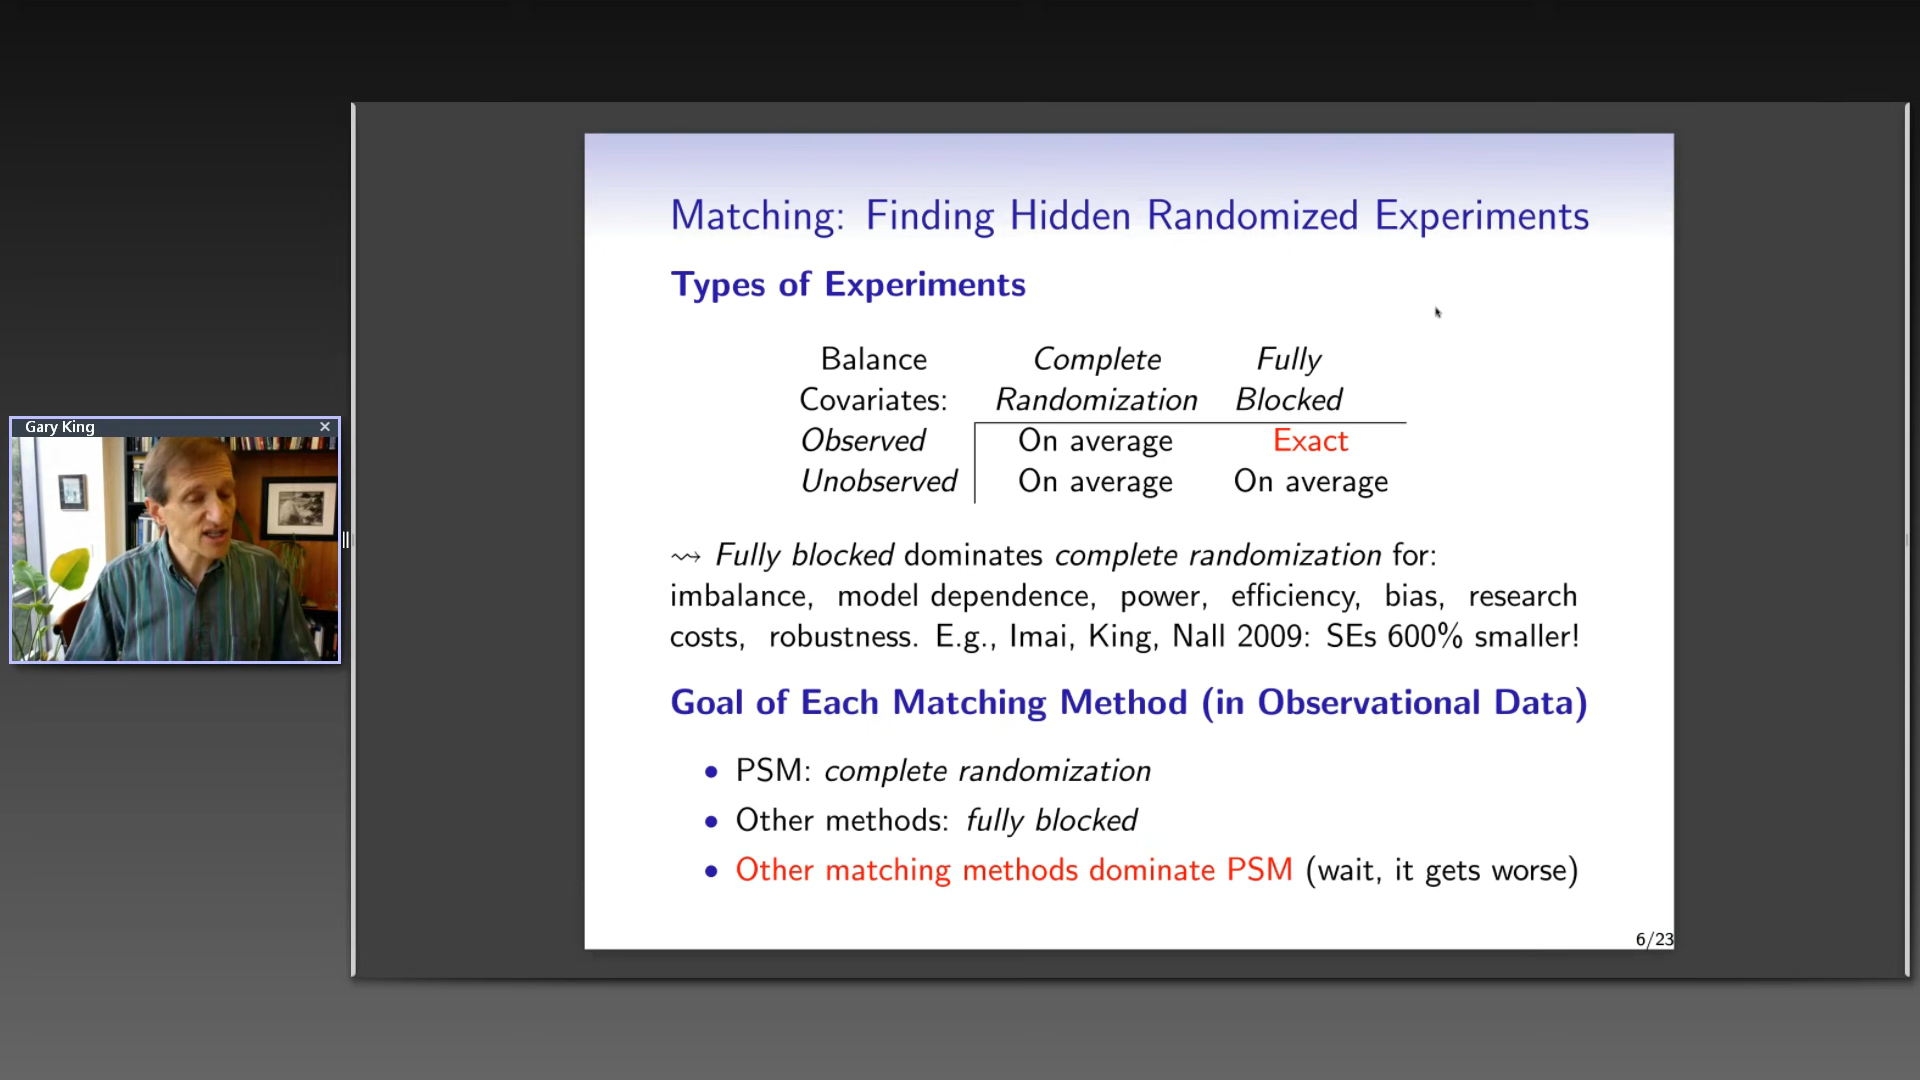 Gary King
Matching: Finding Hidden Randomized Experiments
Types of Experiments
Balance Complete Fully
Covariates: Randomization Blocked
Observed On average Exact
Unobserved On average On average
⇝ Fully blocked dominates complete randomization for:
imbalance, model dependence, power, efficiency, bias, research
costs, robustness. E.g., Imai, King, Nall 2009: SEs 600% smaller!
Goal of Each Matching Method (in Observational Data)
• PSM: complete randomization
• Other methods: fully blocked
• Other matching methods dominate PSM (wait, it gets worse)
6/23